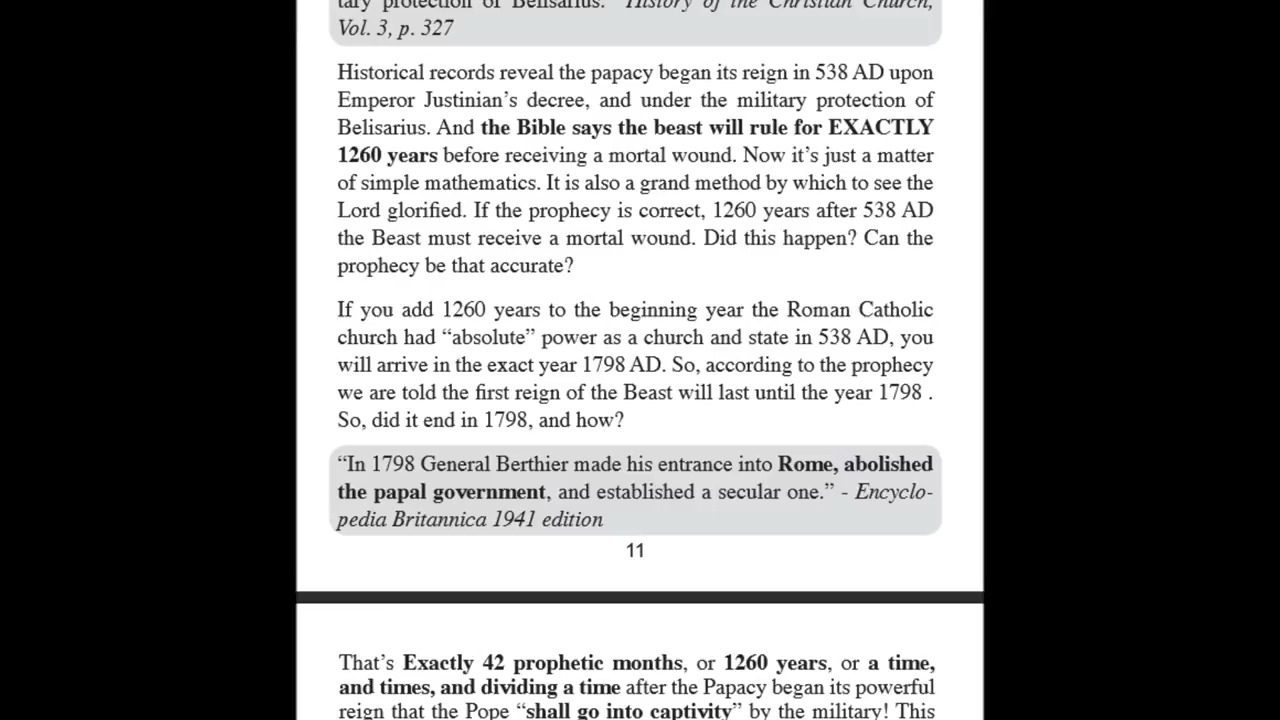 tary protection of Belisarius." History of the Christian Church,
Vol. 3, p. 327
Historical records reveal the papacy began its reign in 538 AD upon
Emperor Justinian’s decree, and under the military protection of
Belisarius. And the Bible says the beast will rule for EXACTLY
1260 years before receiving a mortal wound. Now it’s just a matter
of simple mathematics. It is also a grand method by which to see the
Lord glorified. If the prophecy is correct, 1260 years after 538 AD
the Beast must receive a mortal wound. Did this happen? Can the
prophecy be that accurate?
If you add 1260 years to the beginning year the Roman Catholic
church had “absolute” power as a church and state in 538 AD, you
will arrive in the exact year 1798 AD. So, according to the prophecy
we are told the first reign of the Beast will last until the year 1798 .
So, did it end in 1798, and how?
“In 1798 General Berthier made his entrance into Rome, abolished
the papal government, and established a secular one.” - Encyclo-
pedia Britannica 1941 edition
11
That’s Exactly 42 prophetic months, or 1260 years, or a time,
and times, and dividing a time after the Papacy began its powerful
reign that the Pope “shall go into captivity” by the military! This